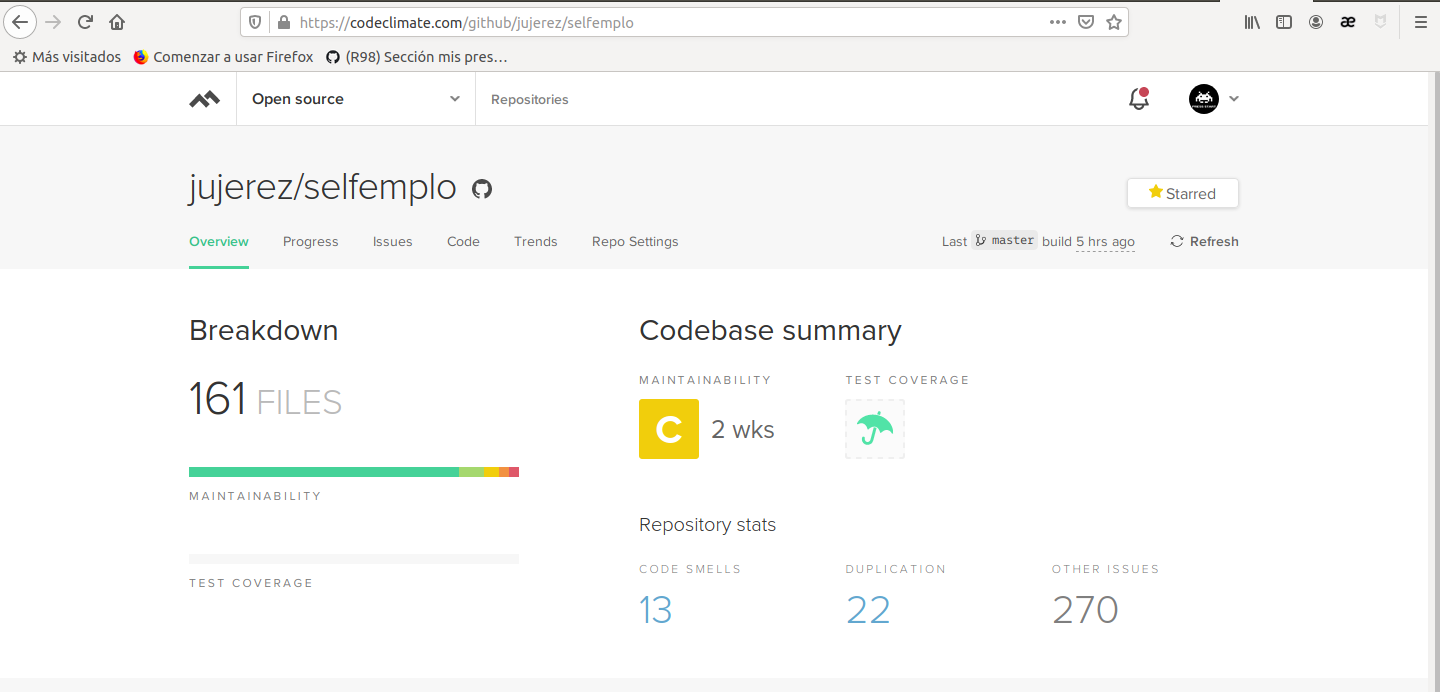 https://codeclimate.com/github/jujerez/selfemplo
Más visitados Comenzar a usar Firefox (R98) Sección mis pres…
Open source Repositories
jujerez/selfemplo
Starred
Overview Progress Issues Code Trends Repo Settings Last master build 5 hrs ago Refresh
Breakdown
161 FILES
MAINTAINABILITY
TEST COVERAGE
Codebase summary
MAINTAINABILITY TEST COVERAGE
C 2 wks
Repository stats
CODE SMELLS DUPLICATION OTHER ISSUES
13 22 270